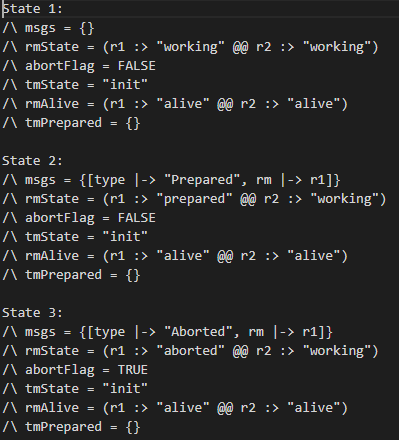 State 1:
/\ msgs = {}
/\ rmState = (r1 :> "working" @@ r2 :> "working")
/\ abortFlag = FALSE
/\ tmState = "init"
/\ rmAlive = (r1 :> "alive" @@ r2 :> "alive")
/\ tmPrepared = {}

State 2:
/\ msgs = {[type |-> "Prepared", rm |-> r1]}
/\ rmState = (r1 :> "prepared" @@ r2 :> "working")
/\ abortFlag = FALSE
/\ tmState = "init"
/\ rmAlive = (r1 :> "alive" @@ r2 :> "alive")
/\ tmPrepared = {}

State 3:
/\ msgs = {[type |-> "Aborted", rm |-> r1]}
/\ rmState = (r1 :> "aborted" @@ r2 :> "working")
/\ abortFlag = TRUE
/\ tmState = "init"
/\ rmAlive = (r1 :> "alive" @@ r2 :> "alive")
/\ tmPrepared = {}